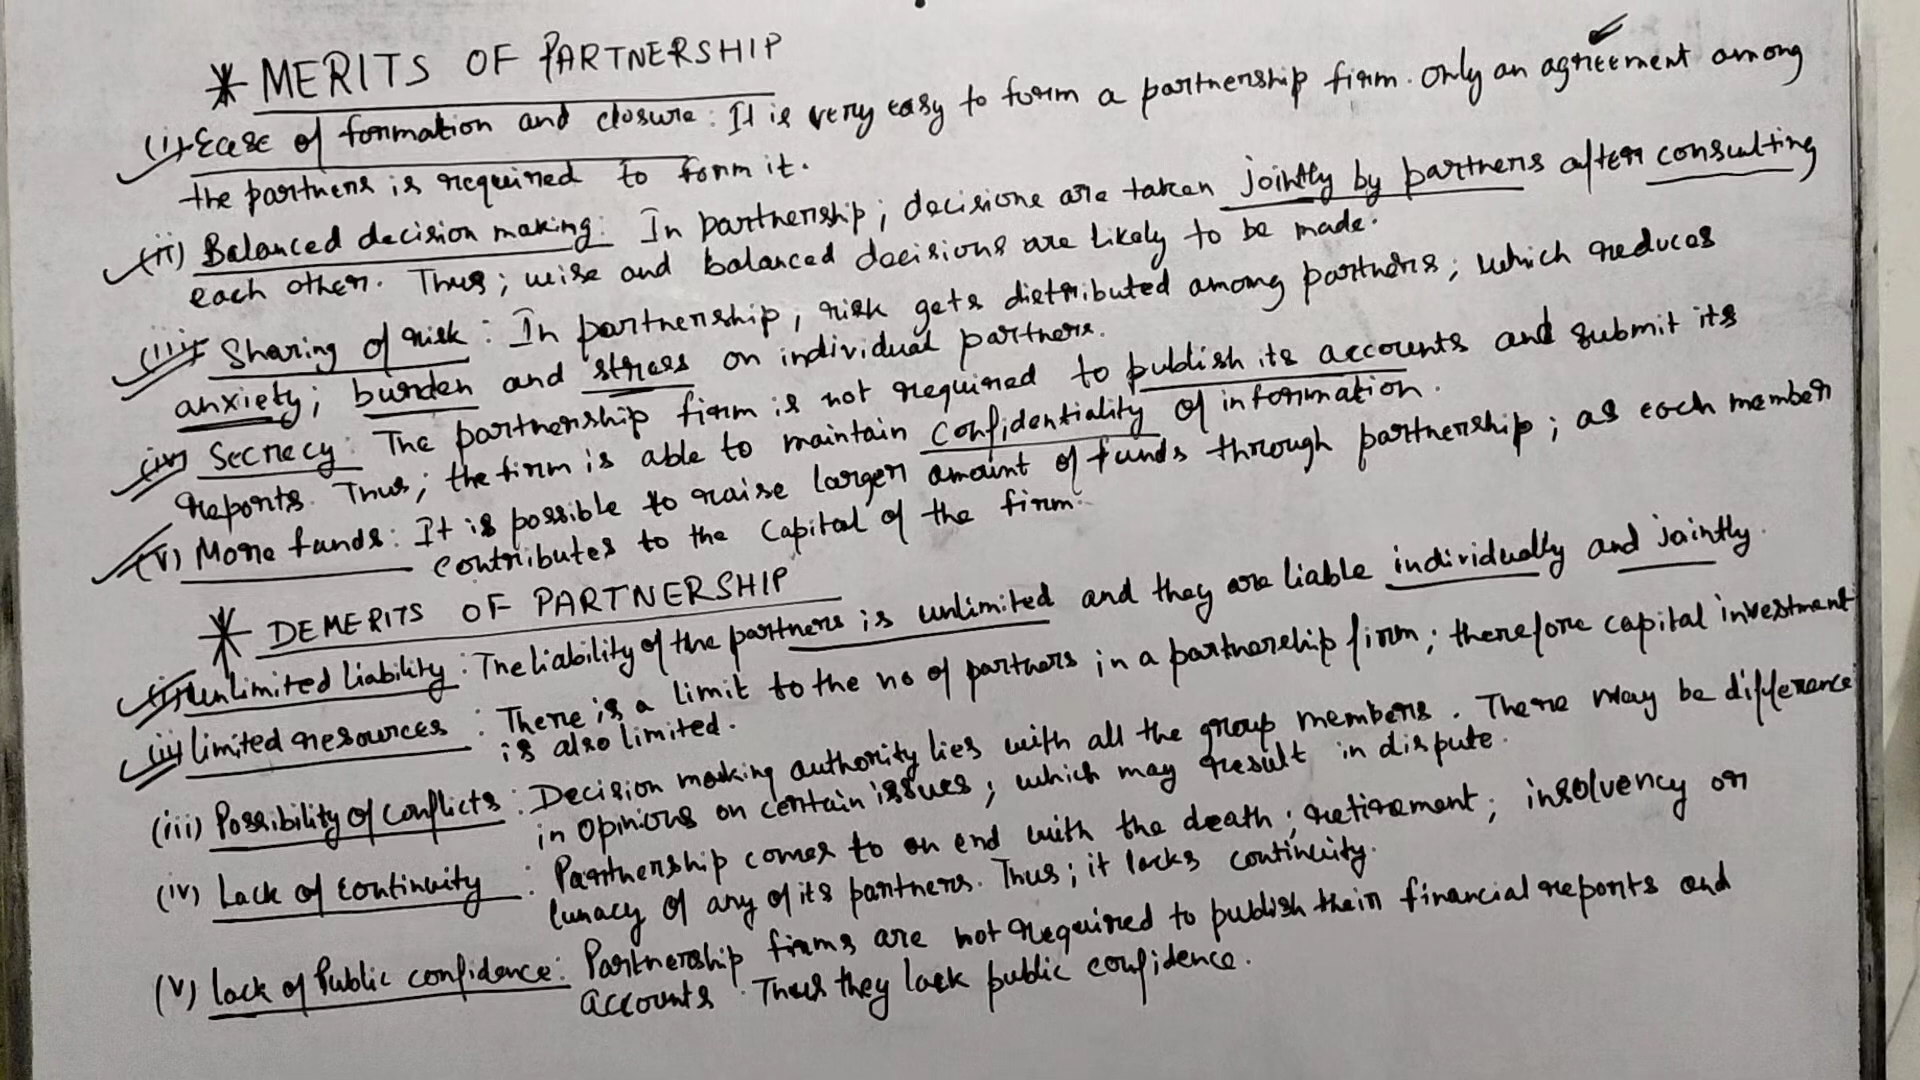 * MERITS OF PARTNERSHIP
(i) Ease of formation and closure: It is very easy to form a partnership firm. Only an agreement among
the partners is required to form it.
(ii) Balanced decision making: In partnership; decisions are taken jointly by partners after consulting
each other. Thus; wise and balanced decisions are likely to be made.
(iii) Sharing of risk: In partnership, risk gets distributed among partners; which reduces
anxiety; burden and stress on individual partners.
(iv) Secrecy: The partnership firm is not required to publish its accounts and submit its
reports. Thus; the firm is able to maintain confidentiality of information.
(v) More funds: It is possible to raise larger amount of funds through partnership; as each member
contributes to the capital of the firm.
* DEMERITS OF PARTNERSHIP
(i) Unlimited liability: The liability of the partners is unlimited and they are liable individually and jointly.
(ii) limited resources: There is a limit to the no of partners in a partnership firm; therefore capital investment
is also limited.
(iii) Possibility of conflicts: Decision making authority lies with all the group members. There may be difference
in opinions on certain issues; which may result in dispute.
(iv) Lack of continuity: Partnership comes to an end with the death; retirement; insolvency or
lunacy of any of its partners. Thus; it lacks continuity.
(v) lack of Public confidence: Partnership firms are not required to publish their financial reports and
accounts. Thus they lack public confidence.